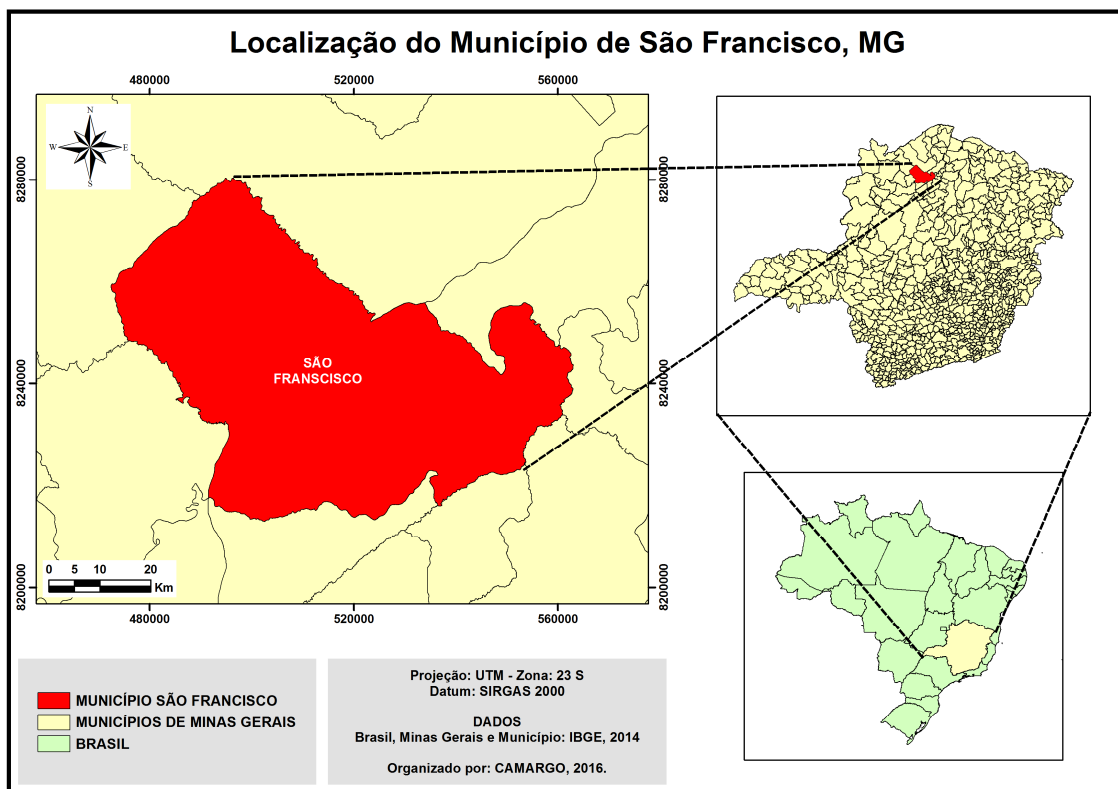 Localização do Município de São Francisco, MG
480000
520000
560000
N
W
E
S
8280000
8280000
SÃO
FRANSCISCO
8240000
8240000
0 5 10 20
Km
8200000
8200000
480000
520000
560000
MUNICÍPIO SÃO FRANCISCO
MUNICÍPIOS DE MINAS GERAIS
BRASIL
Projeção: UTM - Zona: 23 S
Datum: SIRGAS 2000
DADOS
Brasil, Minas Gerais e Município: IBGE, 2014
Organizado por: CAMARGO, 2016.